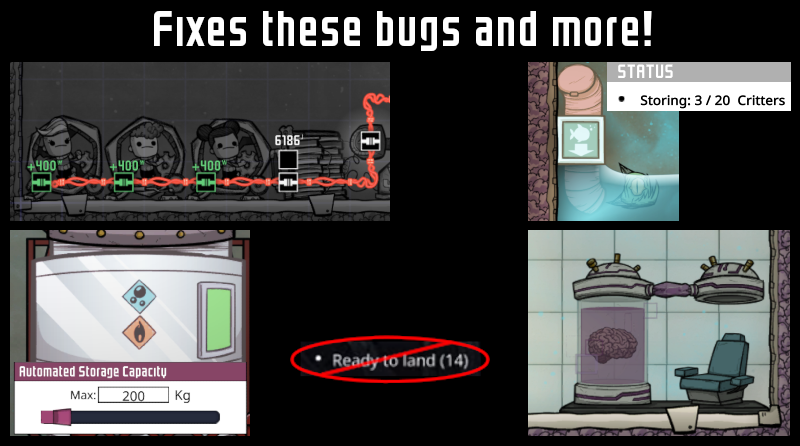 Fixes these bugs and more!
STATUS
• Storing: 3 / 20 Critters
6186J
+400W +400W +400W
Automated Storage Capacity
Max: 200 Kg
• Ready to land (14)